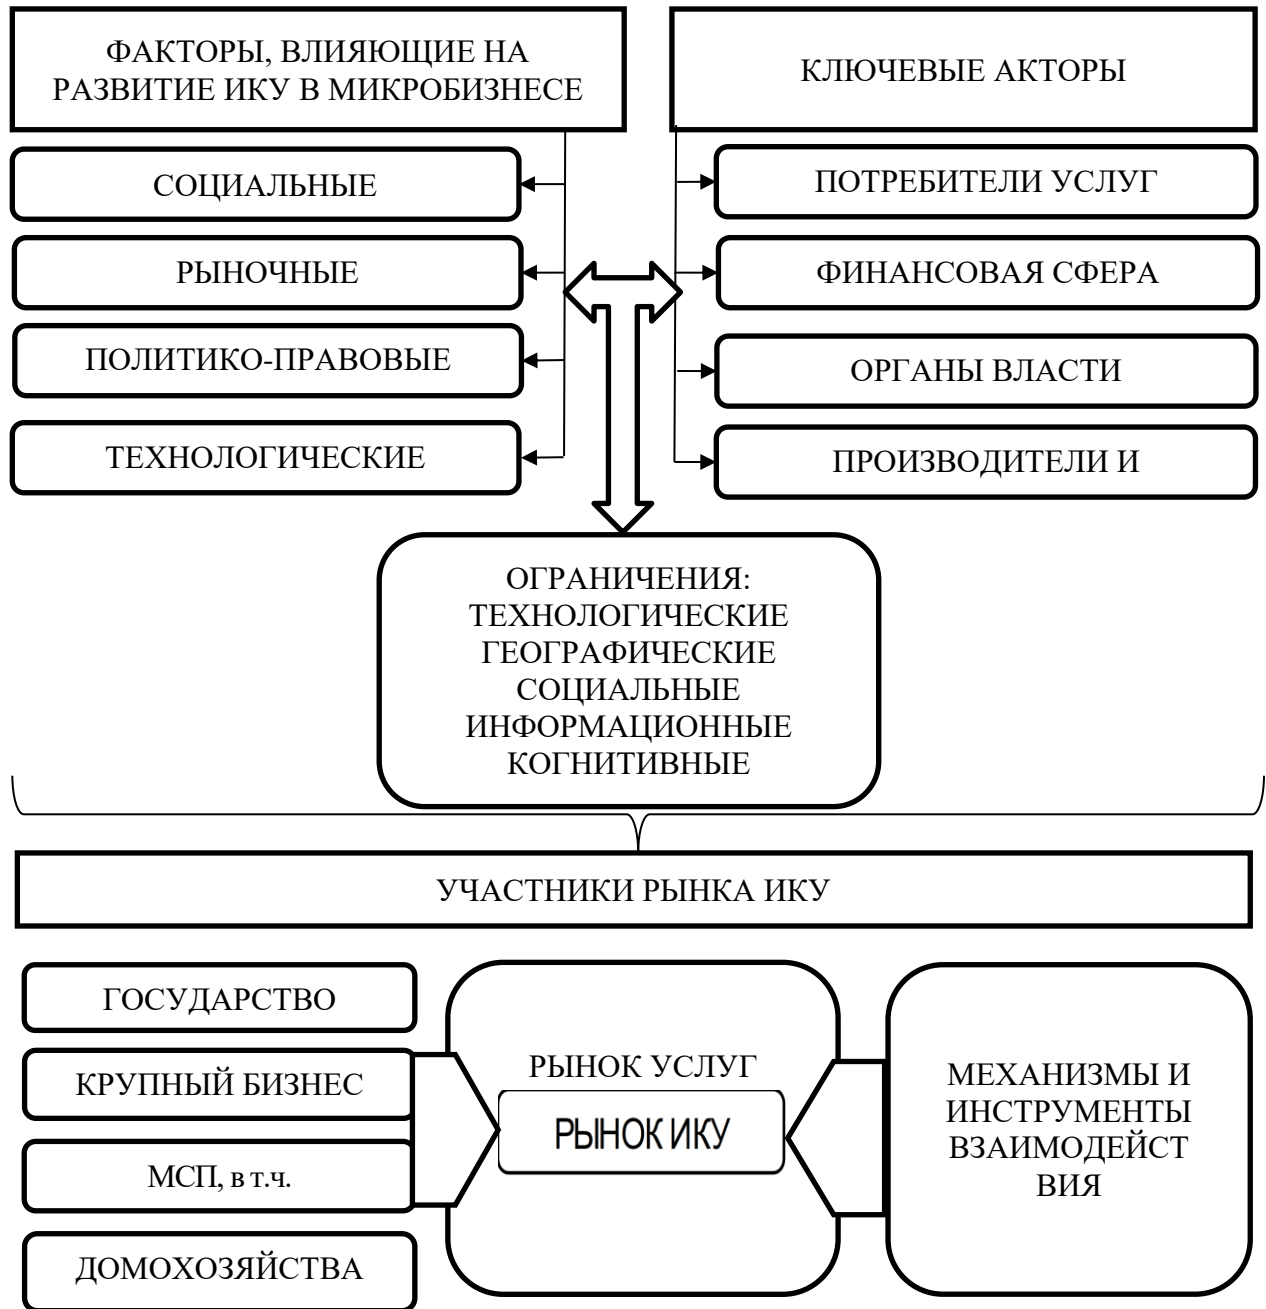 ФАКТОРЫ, ВЛИЯЮЩИЕ НА
РАЗВИТИЕ ИКУ В МИКРОБИЗНЕСЕ
КЛЮЧЕВЫЕ АКТОРЫ
СОЦИАЛЬНЫЕ
ПОТРЕБИТЕЛИ УСЛУГ
РЫНОЧНЫЕ
ФИНАНСОВАЯ СФЕРА
ПОЛИТИКО-ПРАВОВЫЕ
ОРГАНЫ ВЛАСТИ
ТЕХНОЛОГИЧЕСКИЕ
ПРОИЗВОДИТЕЛИ И
ОГРАНИЧЕНИЯ:
ТЕХНОЛОГИЧЕСКИЕ
ГЕОГРАФИЧЕСКИЕ
СОЦИАЛЬНЫЕ
ИНФОРМАЦИОННЫЕ
КОГНИТИВНЫЕ
УЧАСТНИКИ РЫНКА ИКУ
ГОСУДАРСТВО
КРУПНЫЙ БИЗНЕС
МСП, в т.ч.
ДОМОХОЗЯЙСТВА
РЫНОК УСЛУГ
РЫНОК ИКУ
МЕХАНИЗМЫ И
ИНСТРУМЕНТЫ
ВЗАИМОДЕЙСТ
ВИЯ